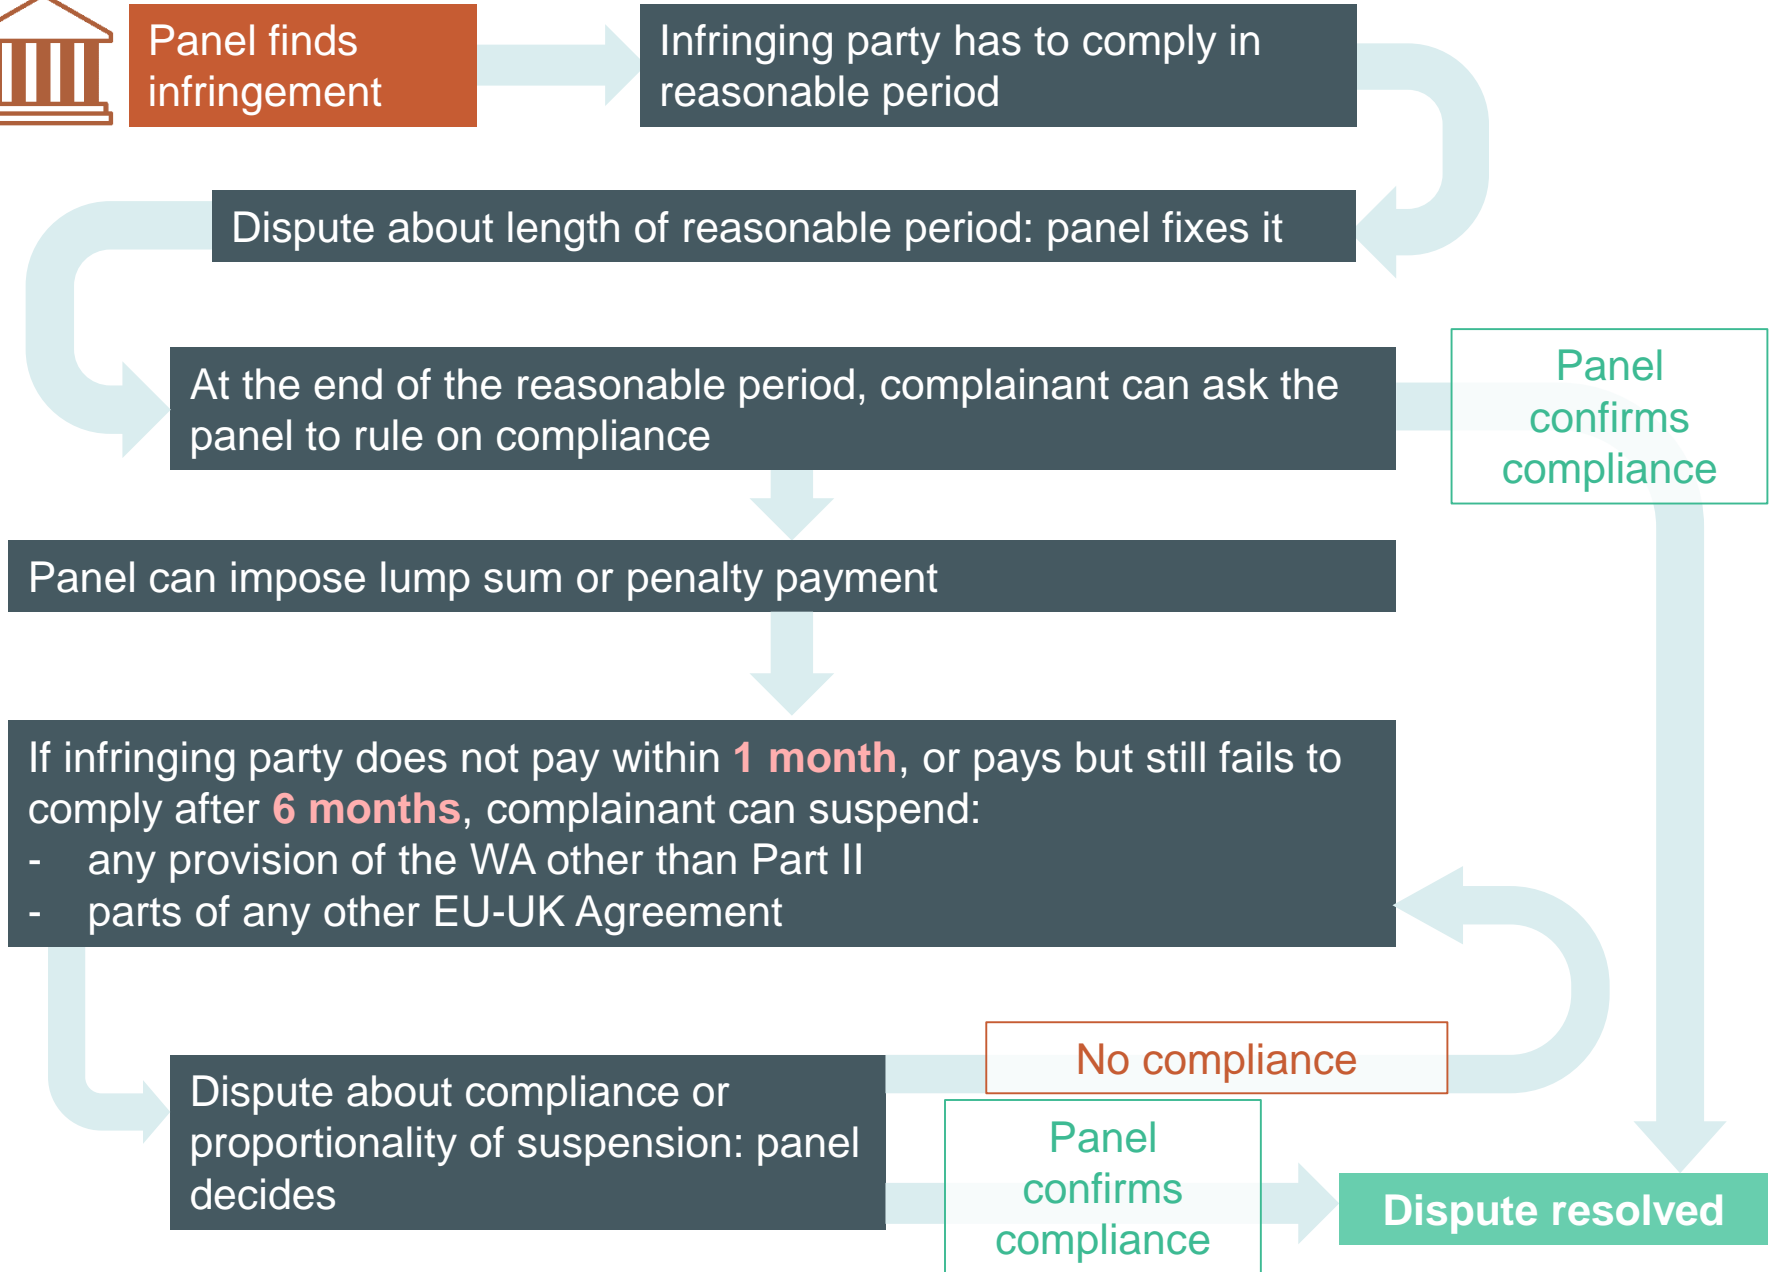 Panel finds
infringement
Infringing party has to comply in
reasonable period
Dispute about length of reasonable period: panel fixes it
At the end of the reasonable period, complainant can ask the
panel to rule on compliance
Panel
confirms
compliance
Panel can impose lump sum or penalty payment
If infringing party does not pay within 1 month, or pays but still fails to
comply after 6 months, complainant can suspend:
- any provision of the WA other than Part II
- parts of any other EU-UK Agreement
No compliance
Dispute about compliance or
proportionality of suspension: panel
decides
Panel
confirms
compliance
Dispute resolved